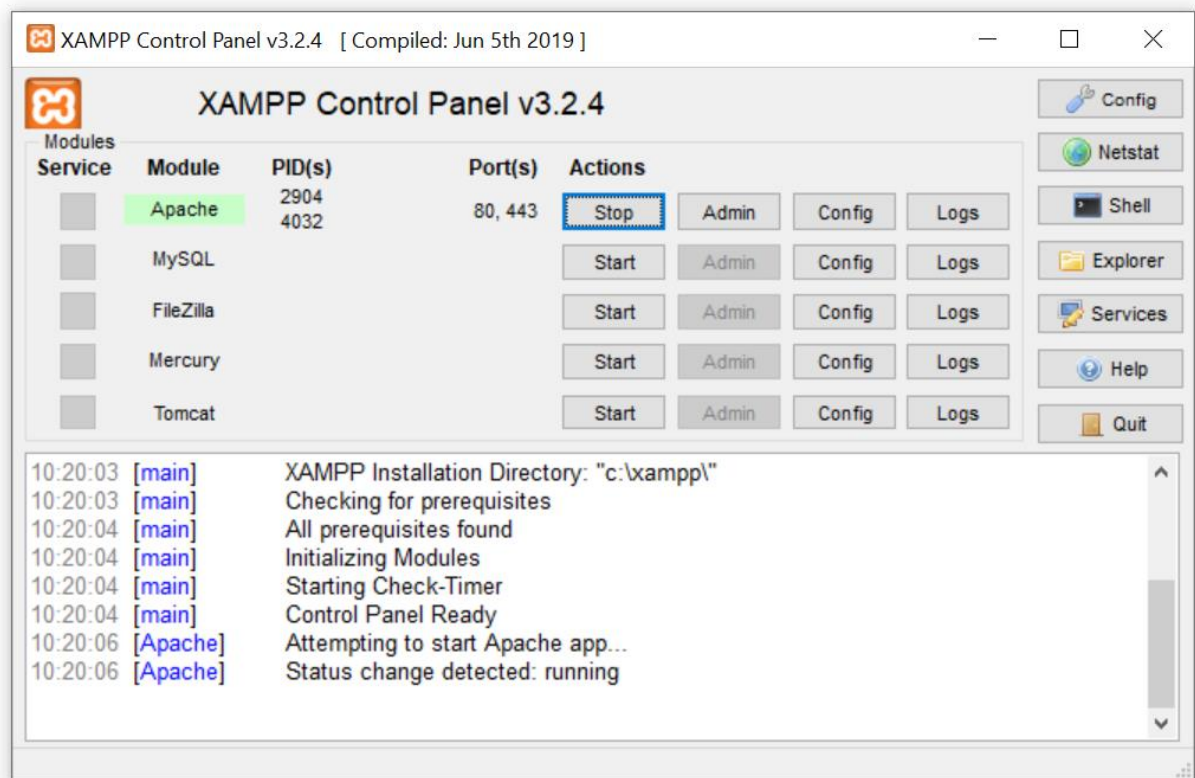 XAMPP Control Panel v3.2.4 [ Compiled: Jun 5th 2019 ]
XAMPP Control Panel v3.2.4
Config
Modules
Netstat
Service Module PID(s) Port(s) Actions
Apache 2904 4032 80, 443 Stop Admin Config Logs
Shell
MySQL Start Admin Config Logs
Explorer
FileZilla Start Admin Config Logs
Services
Mercury Start Admin Config Logs
Help
Tomcat Start Admin Config Logs
Quit
10:20:03 [main] XAMPP Installation Directory: "c:\xampp\"
10:20:03 [main] Checking for prerequisites
10:20:04 [main] All prerequisites found
10:20:04 [main] Initializing Modules
10:20:04 [main] Starting Check-Timer
10:20:04 [main] Control Panel Ready
10:20:06 [Apache] Attempting to start Apache app...
10:20:06 [Apache] Status change detected: running